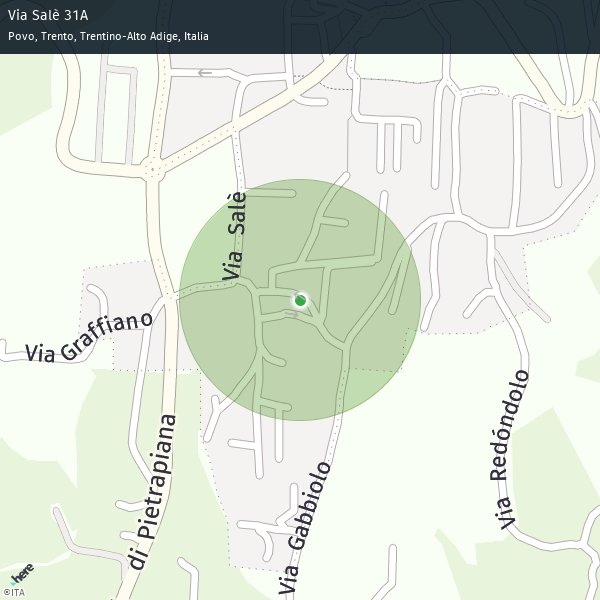 Via Salè 31A
Povo, Trento, Trentino-Alto Adige, Italia
Via Salè
Via Graffiano
di Pietrapiana
Via Gabbiolo
Via Redóndolo
here
©ITA